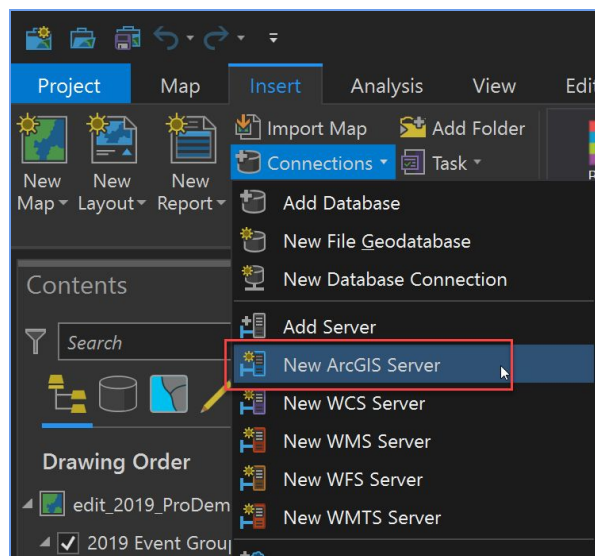 Project Map Insert Analysis View
Import Map Add Folder
Connections Task
New Map New Layout New Report
Add Database
New File Geodatabase
New Database Connection
Contents
Add Server
Search
New ArcGIS Server
New WCS Server
New WMS Server
Drawing Order
New WFS Server
edit_2019_ProDem
New WMTS Server
2019 Event Group